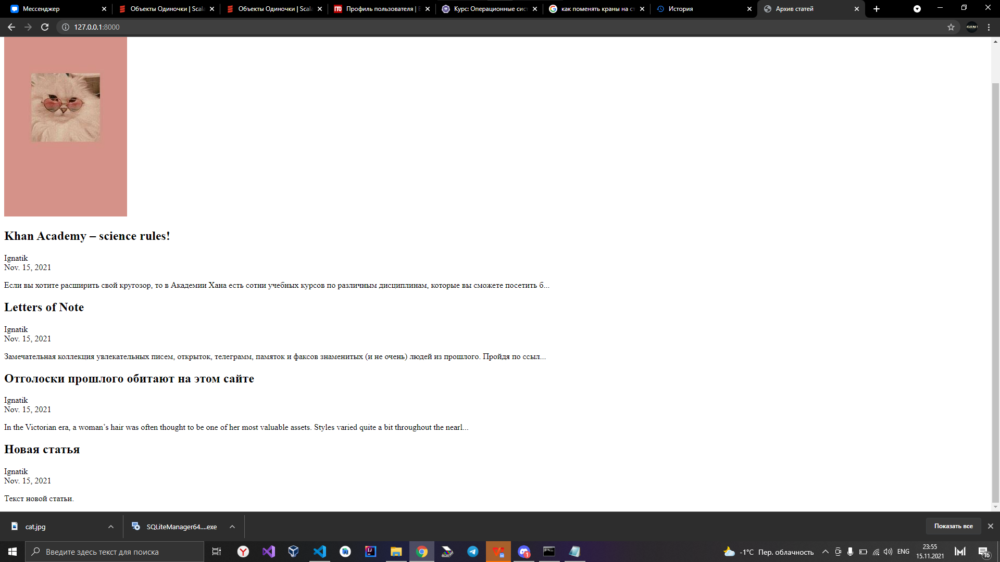 Мессенджер
Объекты Одиночки | Scala
Объекты Одиночки | Scala
Профиль пользователя |
Курс: Операционные сис
как поменять краны на ст
История
Архив статей
127.0.0.1:8000
Khan Academy – science rules!
Ignatik
Nov. 15, 2021
Если вы хотите расширить свой кругозор, то в Академии Хана есть сотни учебных курсов по различным дисциплинам, которые вы сможете посетить б...
Letters of Note
Ignatik
Nov. 15, 2021
Замечательная коллекция увлекательных писем, открыток, телеграмм, памяток и факсов знаменитых (и не очень) людей из прошлого. Пройдя по ссыл...
Отголоски прошлого обитают на этом сайте
Ignatik
Nov. 15, 2021
In the Victorian era, a woman’s hair was often thought to be one of her most valuable assets. Styles varied quite a bit throughout the nearl...
Новая статья
Ignatik
Nov. 15, 2021
Текст новой статьи.
cat.jpg
SQLiteManager64....exe
Показать все
Введите здесь текст для поиска
-1°C Пер. облачность
ENG
23:55
15.11.2021
16